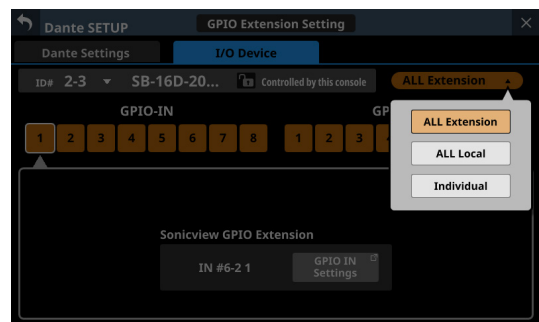 Dante SETUP GPIO Extension Setting
Dante Settings I/O Device
ID# 2-3 SB-16D-20... Controlled by this console ALL Extension
GPIO-IN GP
1 2 3 4 5 6 7 8 1 2 3
ALL Extension
ALL Local
Individual
Sonicview GPIO Extension
IN #6-2 1 GPIO IN
Settings